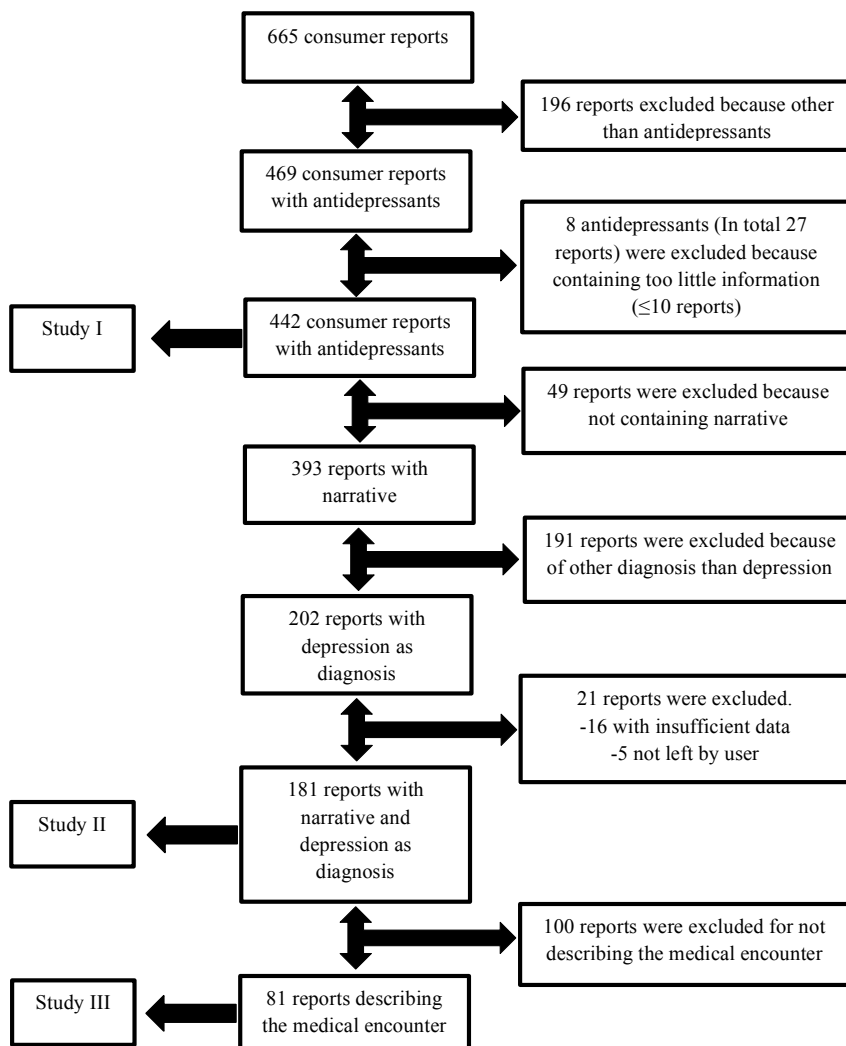 665 consumer reports
196 reports excluded because other
than antidepressants
469 consumer reports
with antidepressants
8 antidepressants (In total 27
reports) were excluded because
containing too little information
(≤10 reports)
Study I
442 consumer reports
with antidepressants
49 reports were excluded because
not containing narrative
393 reports with
narrative
191 reports were excluded because
of other diagnosis than depression
202 reports with
depression as
diagnosis
21 reports were excluded.
-16 with insufficient data
-5 not left by user
Study II
181 reports with
narrative and
depression as
diagnosis
100 reports were excluded for not
describing the medical encounter
Study III
81 reports describing
the medical encounter